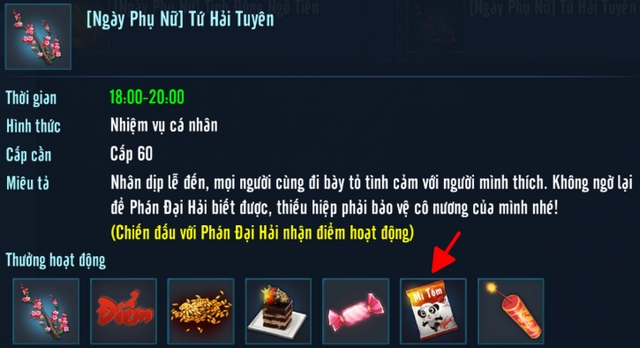 [Ngày Phụ Nữ] Tứ Hải Tuyên
Thời gian 18:00-20:00
Hình thức Nhiệm vụ cá nhân
Cấp cần Cấp 60
Miêu tả Nhân dịp lễ đến, mọi người cùng đi bày tỏ tình cảm với người mình thích. Không ngờ lại
để Phán Đại Hải biết được, thiếu hiệp phải bảo vệ cô nương của mình nhé!
(Chiến đấu với Phán Đại Hải nhận điểm hoạt động)
Thưởng hoạt động
Điểm
Mì Tôm